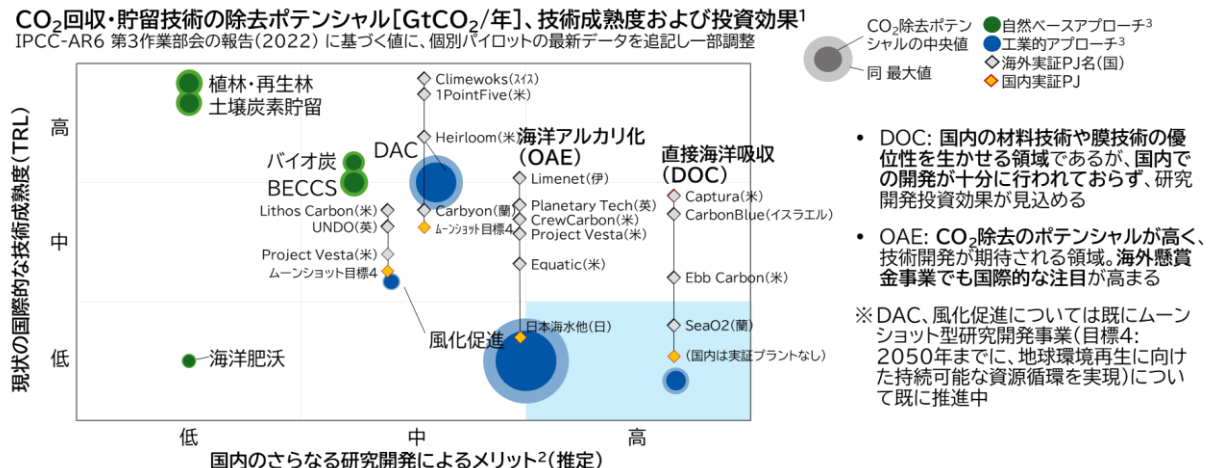 CO₂回収・貯留技術の除去ポテンシャル[GtCO₂/年]、技術成熟度および投資効果¹
IPCC-AR6 第3作業部会の報告(2022) に基づく値に、個別パイロットの最新データを追記し一部調整
CO₂除去ポテン
シャルの中央値
同 最大値
自然ベースアプローチ³
工業的アプローチ³
海外実証PJ名(国)
国内実証PJ
現状の国際的な技術成熟度(TRL)
高
中
低
植林・再生林
土壌炭素貯留
バイオ炭
BECCS
海洋肥沃
Lithos Carbon(米)
UNDO(英)
Project Vesta(米)
ムーンショット目標4
風化促進
Climewoks(スイス)
1PointFive(米)
Heirloom(米)
DAC
Carbyon(蘭)
ムーンショット目標4
海洋アルカリ化
(OAE)
Limenet(伊)
Planetary Tech(英)
CrewCarbon(米)
Project Vesta(米)
Equatic(米)
日本海水他(日)
直接海洋吸収
(DOC)
Captura(米)
CarbonBlue(イスラエル)
Ebb Carbon(米)
SeaO2(蘭)
(国内は実証プラントなし)
低
中
高
国内のさらなる研究開発によるメリット²(推定)
• DOC: 国内の材料技術や膜技術の優
位性を生かせる領域であるが、国内で
の開発が十分に行われておらず、研究
開発投資効果が見込める
• OAE: CO₂除去のポテンシャルが高く、
技術開発が期待される領域。海外懸賞
金事業でも国際的な注目が高まる
※DAC、風化促進については既にムーン
ショット型研究開発事業(目標4:
2050年までに、地球環境再生に向け
た持続可能な資源循環を実現)につい
て既に推進中